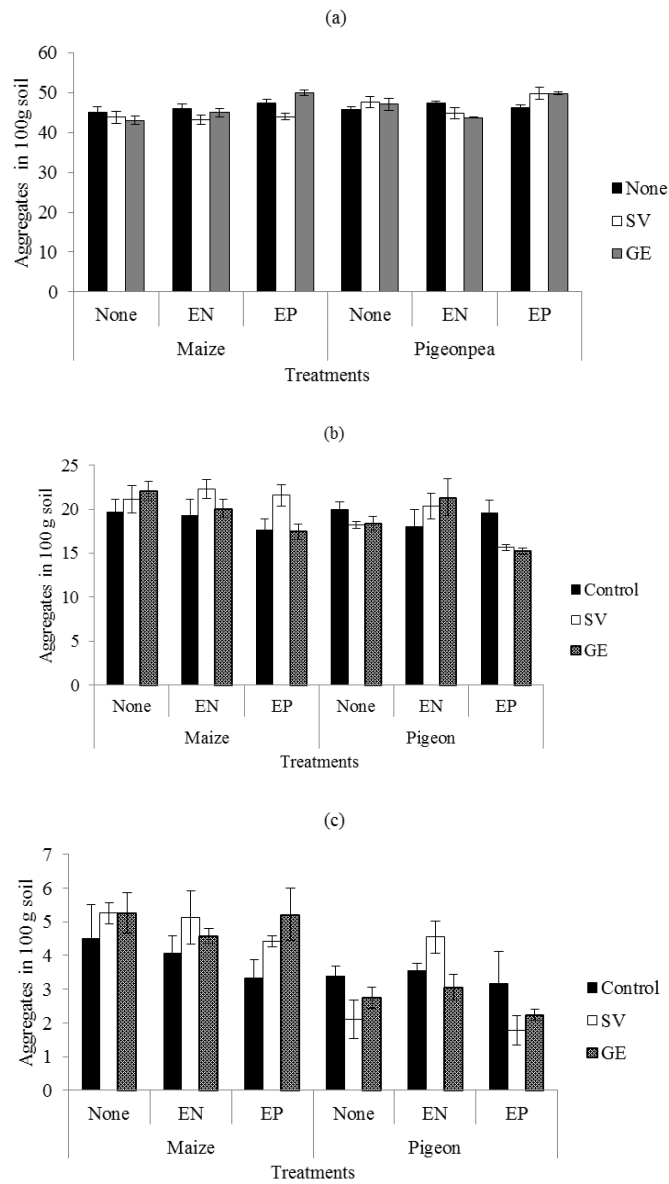 (a)
60
50
40
30
20
10
0
Aggregates in 100g soil
None EN EP None EN EP
Maize Pigeonpea
Treatments
None
SV
GE
(b)
25
20
15
10
5
0
Aggregates in 100 g soil
None EN EP None EN EP
Maize Pigeon
Treatments
Control
SV
GE
(c)
7
6
5
4
3
2
1
0
Aggregates in 100 g soil
None EN EP None EN EP
Maize Pigeon
Treatments
Control
SV
GE